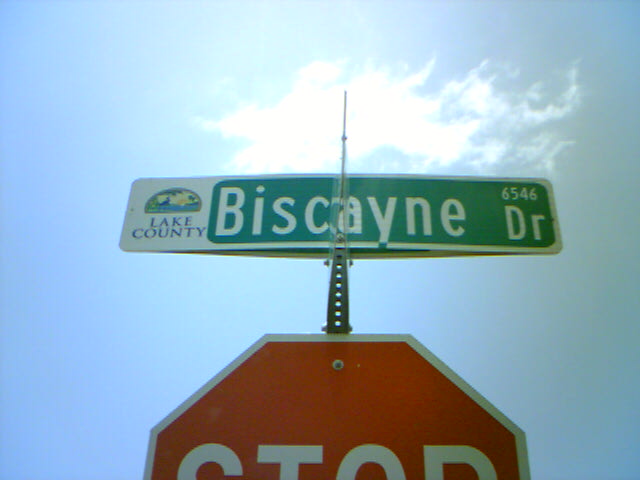 LAKE
COUNTY
Biscayne Dr
6546
STOP